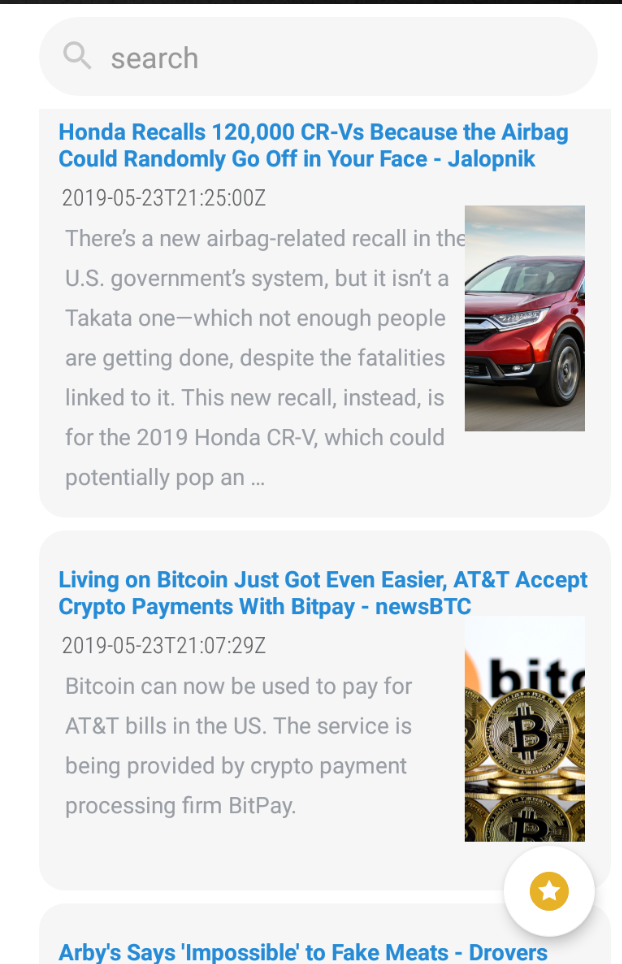 search
Honda Recalls 120,000 CR-Vs Because the Airbag
Could Randomly Go Off in Your Face - Jalopnik
2019-05-23T21:25:00Z
There’s a new airbag-related recall in the
U.S. government’s system, but it isn’t a
Takata one—which not enough people
are getting done, despite the fatalities
linked to it. This new recall, instead, is
for the 2019 Honda CR-V, which could
potentially pop an …
Living on Bitcoin Just Got Even Easier, AT&T Accept
Crypto Payments With Bitpay - newsBTC
2019-05-23T21:07:29Z
bitc
Bitcoin can now be used to pay for
AT&T bills in the US. The service is
being provided by crypto payment
processing firm BitPay.
Arby's Says 'Impossible' to Fake Meats - Drovers